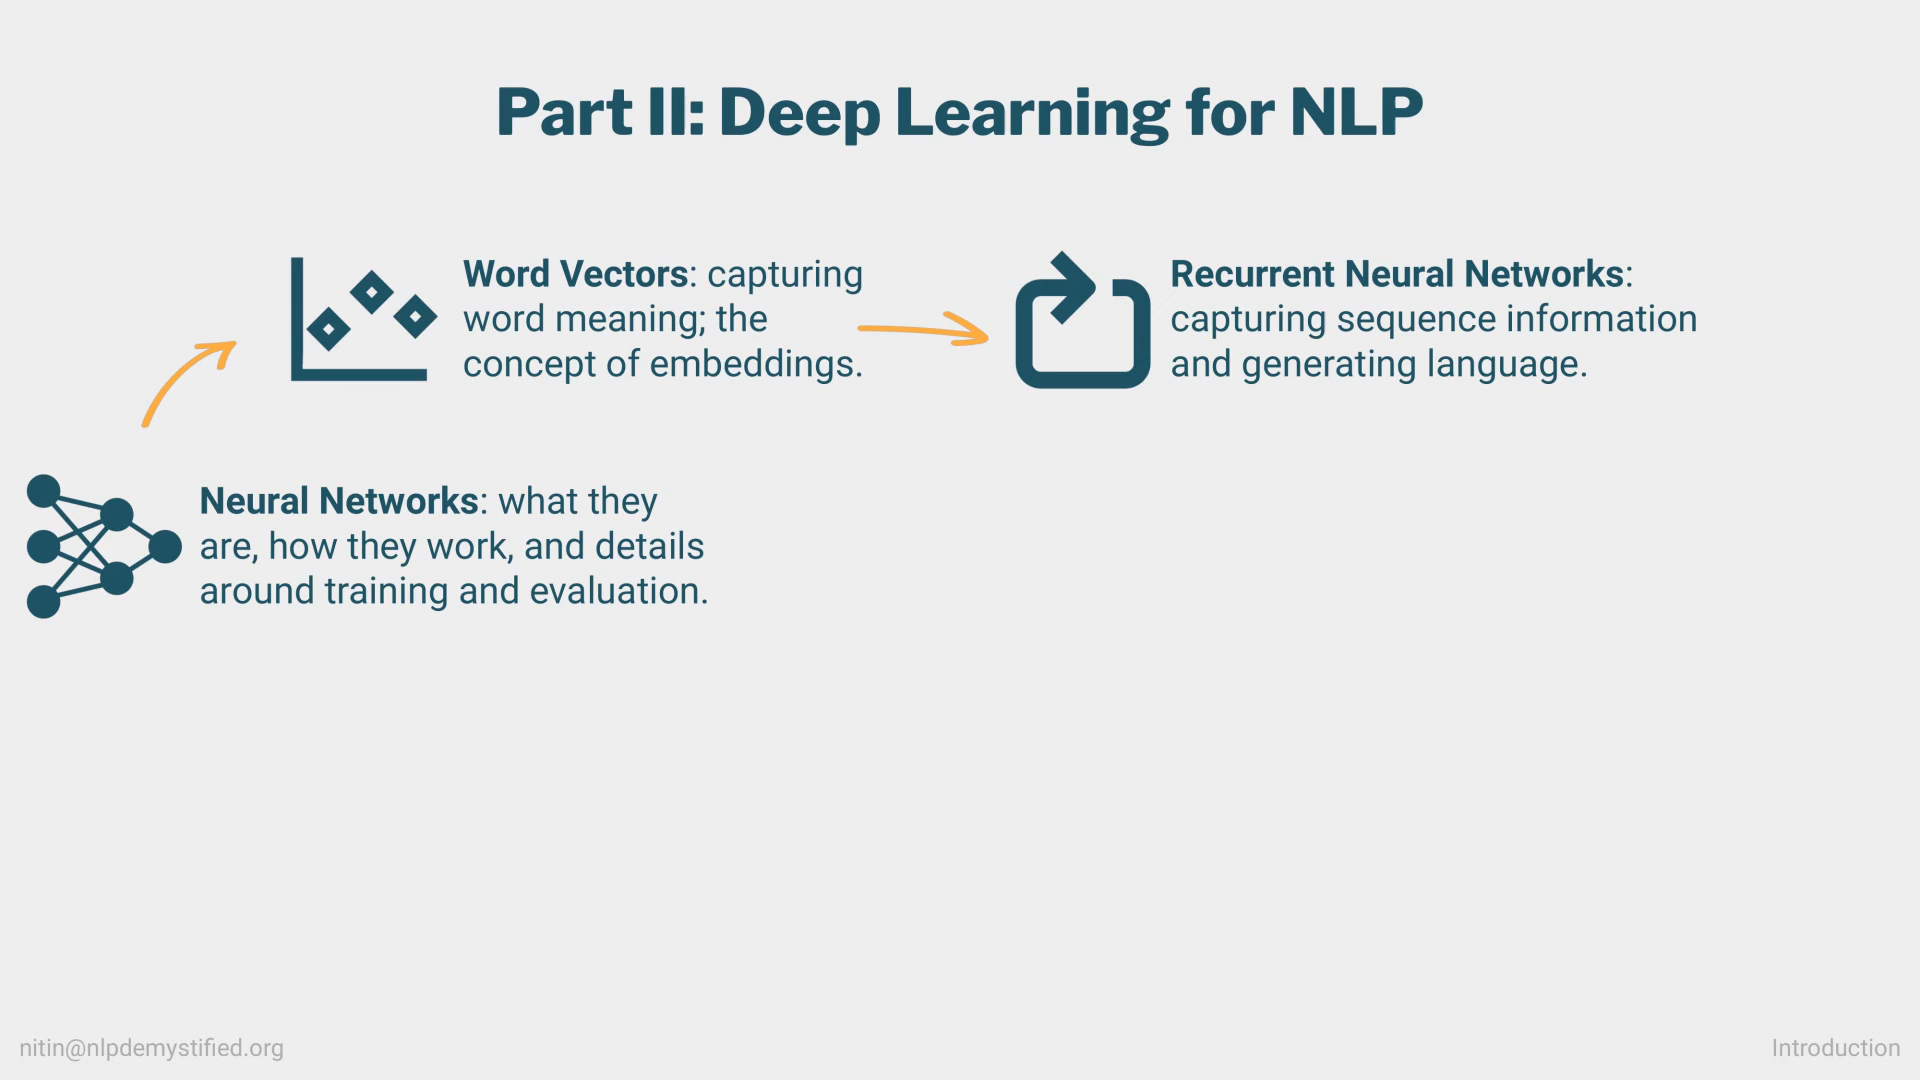 Part II: Deep Learning for NLP
Word Vectors: capturing
word meaning; the
concept of embeddings.
Recurrent Neural Networks:
capturing sequence information
and generating language.
Neural Networks: what they
are, how they work, and details
around training and evaluation.
nitin@nlpdemystified.org
Introduction